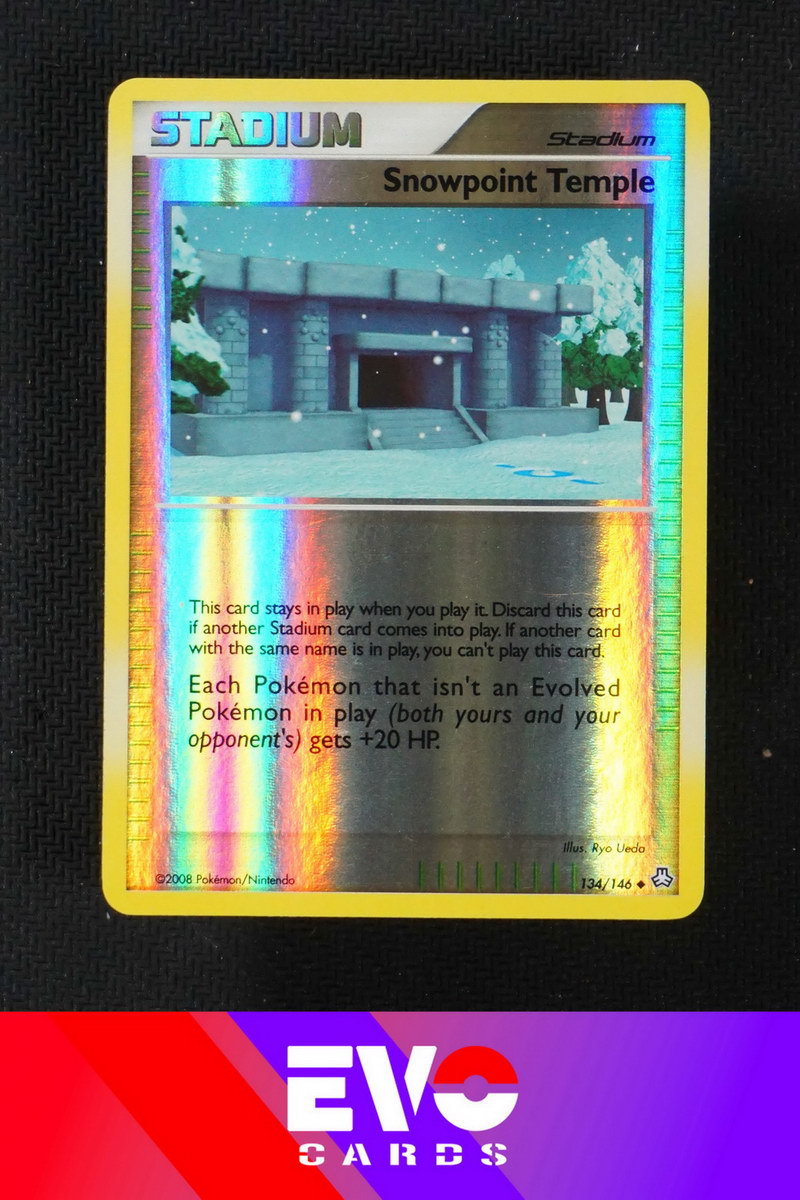 STADIUM
Stadium
Snowpoint Temple
This card stays in play when you play it. Discard this card
if another Stadium card comes into play. If another card
with the same name is in play, you can't play this card.
Each Pokémon that isn't an Evolved
Pokémon in play (both yours and your
opponent's) gets +20 HP.
Illus. Ryo Ueda
©2008 Pokémon/Nintendo
134/146
EVO
CARDS